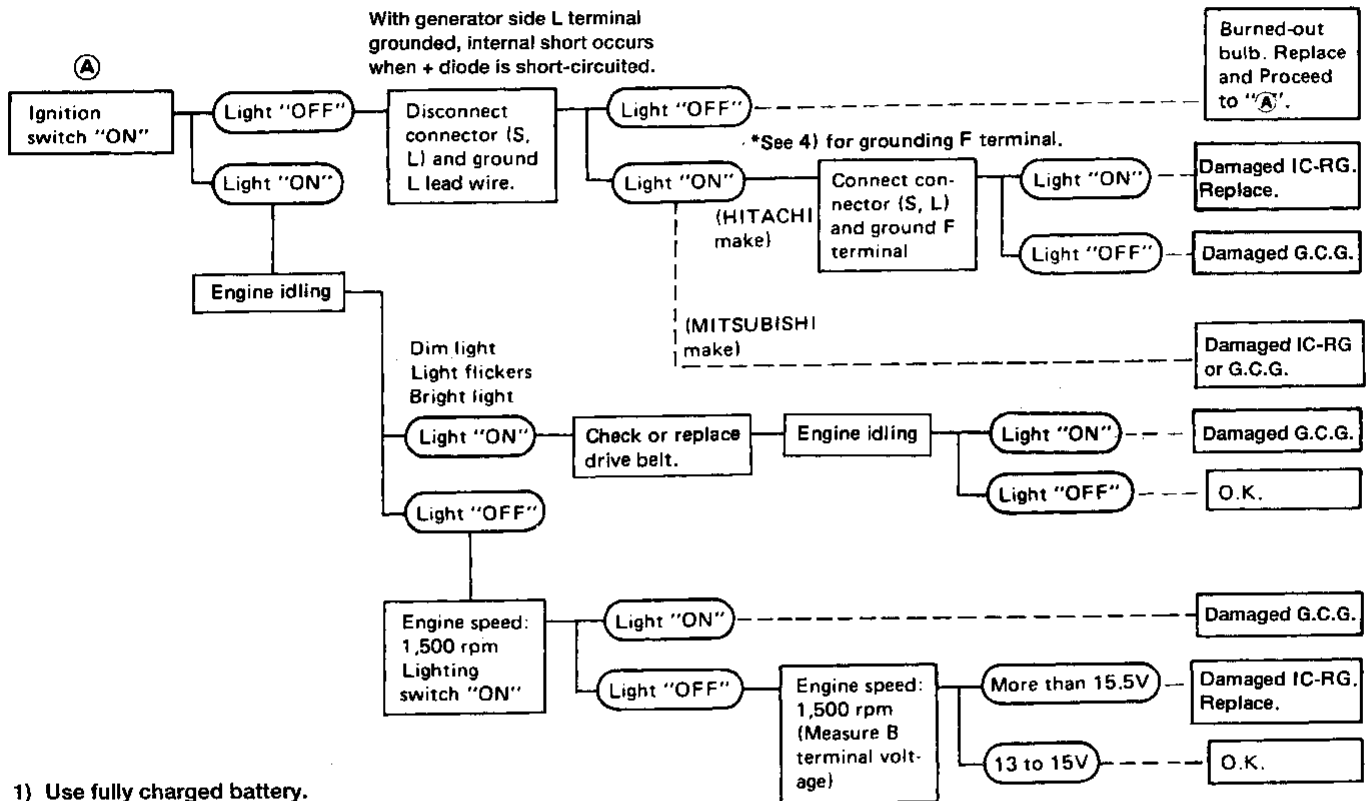 With generator side L terminal
grounded, internal short occurs
when + diode is short-circuited.
Ⓐ
Ignition
switch "ON"
Light "OFF"
Disconnect
connector (S,
L) and ground
L lead wire.
Light "OFF"
Burned-out
bulb. Replace
and Proceed
to "Ⓐ".
*See 4) for grounding F terminal.
Light "ON"
Light "ON"
(HITACHI
make)
Connect con-
nector (S, L)
and ground F
terminal
Light "ON"
Damaged IC-RG.
Replace.
Light "OFF"
Damaged G.C.G.
(MITSUBISHI
make)
Damaged IC-RG
or G.C.G.
Engine idling
Dim light
Light flickers
Bright light
Light "ON"
Check or replace
drive belt.
Engine idling
Light "ON"
Damaged G.C.G.
Light "OFF"
O.K.
Light "OFF"
Engine speed:
1,500 rpm
Lighting
switch "ON"
Light "ON"
Damaged G.C.G.
Light "OFF"
Engine speed:
1,500 rpm
(Measure B
terminal volt-
age)
More than 15.5V
Damaged IC-RG.
Replace.
13 to 15V
O.K.
1) Use fully charged battery.